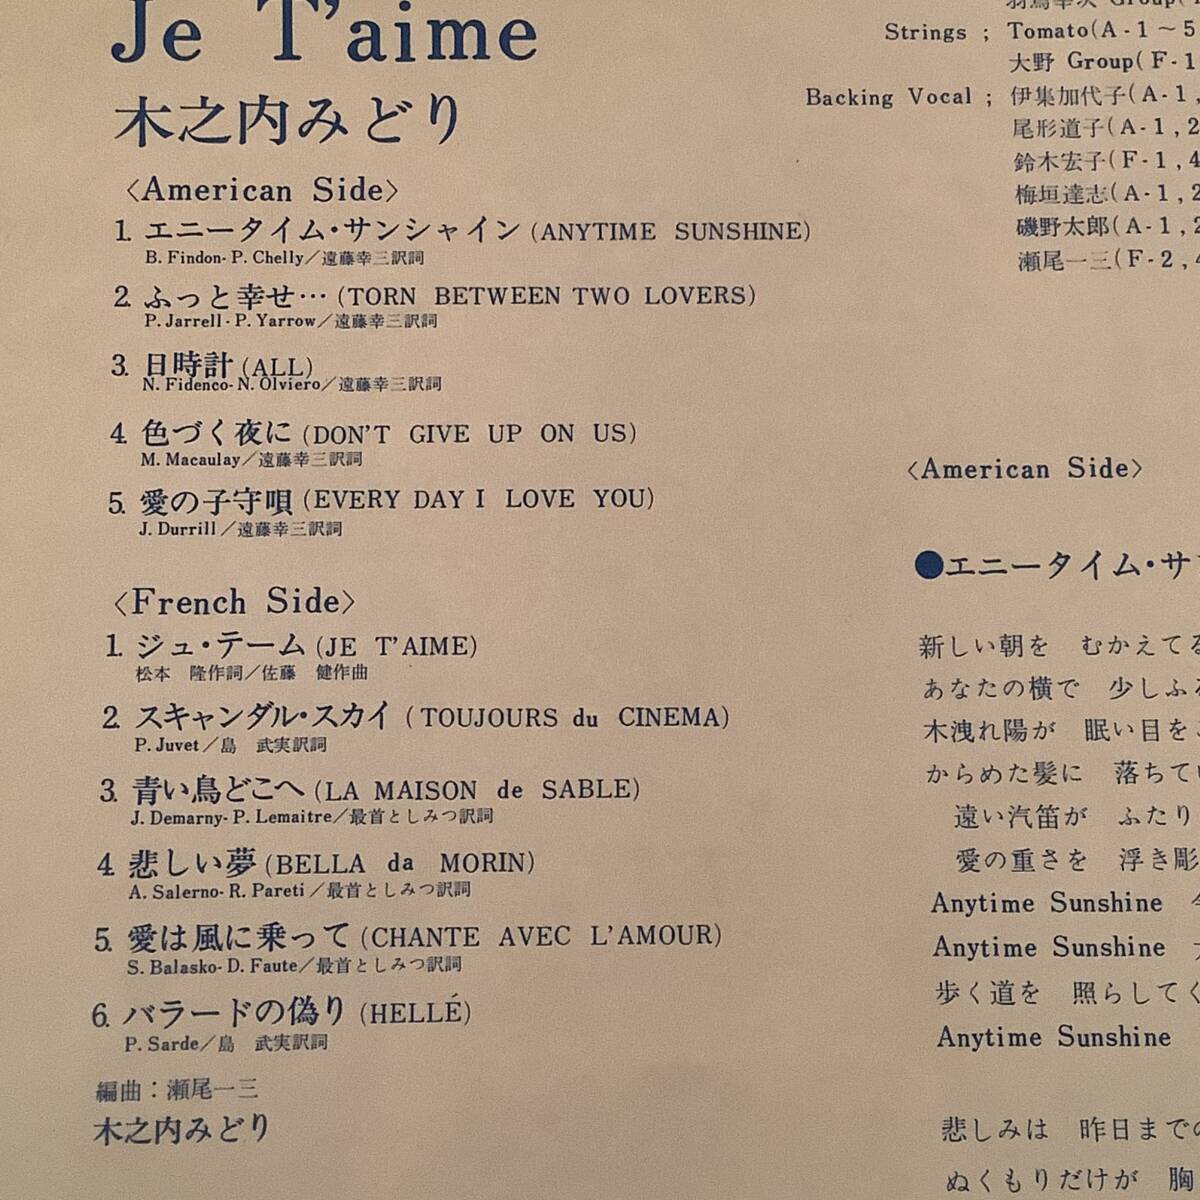 Je T'aime
木之内みどり
〈American Side〉
1. エニータイム・サンシャイン (ANYTIME SUNSHINE)
B. Findon- P. Chelly／遠藤幸三訳詞
2. ふっと幸せ… (TORN BETWEEN TWO LOVERS)
P. Jarrell - P. Yarrow／遠藤幸三訳詞
3. 日時計 (ALL)
N. Fidenco- N. Olviero／遠藤幸三訳詞
4. 色づく夜に (DON'T GIVE UP ON US)
M. Macaulay／遠藤幸三訳詞
5. 愛の子守唄 (EVERY DAY I LOVE YOU)
J. Durrill／遠藤幸三訳詞
〈French Side〉
1. ジュ・テーム (JE T'AIME)
松本 隆作詞／佐藤 健作曲
2. スキャンダル・スカイ (TOUJOURS du CINEMA)
P. Juvet／島 武実訳詞
3. 青い鳥どこへ (LA MAISON de SABLE)
J. Demarny- P. Lemaitre／最首としみつ訳詞
4. 悲しい夢 (BELLA da MORIN)
A. Salerno- R. Pareti／最首としみつ訳詞
5. 愛は風に乗って (CHANTE AVEC L'AMOUR)
S. Balasko- D. Faute／最首としみつ訳詞
6. バラードの偽り (HELLÉ)
P. Sarde／島 武実訳詞
編曲：瀬尾一三
木之内みどり
Group(
Strings ; Tomato(A - 1 ～ 5
大野 Group( F - 1
Backing Vocal ; 伊集加代子( A - 1 ,
尾形道子( A - 1 , 2
鈴木宏子( F - 1 , 4
梅垣達志( A - 1 , 2
磯野太郎( A - 1 , 2
瀬尾一三( F - 2 , 4
〈American Side〉
●エニータイム・サ
新しい朝を むかえてる
あなたの横で 少しふ
木洩れ陽が 眠い目を
からめた髪に 落ちてい
遠い汽笛が ふたり
愛の重さを 浮き彫
Anytime Sunshine
Anytime Sunshine
歩く道を 照らしてく
Anytime Sunshine
悲しみは 昨日までの
ぬくもりだけが 胸